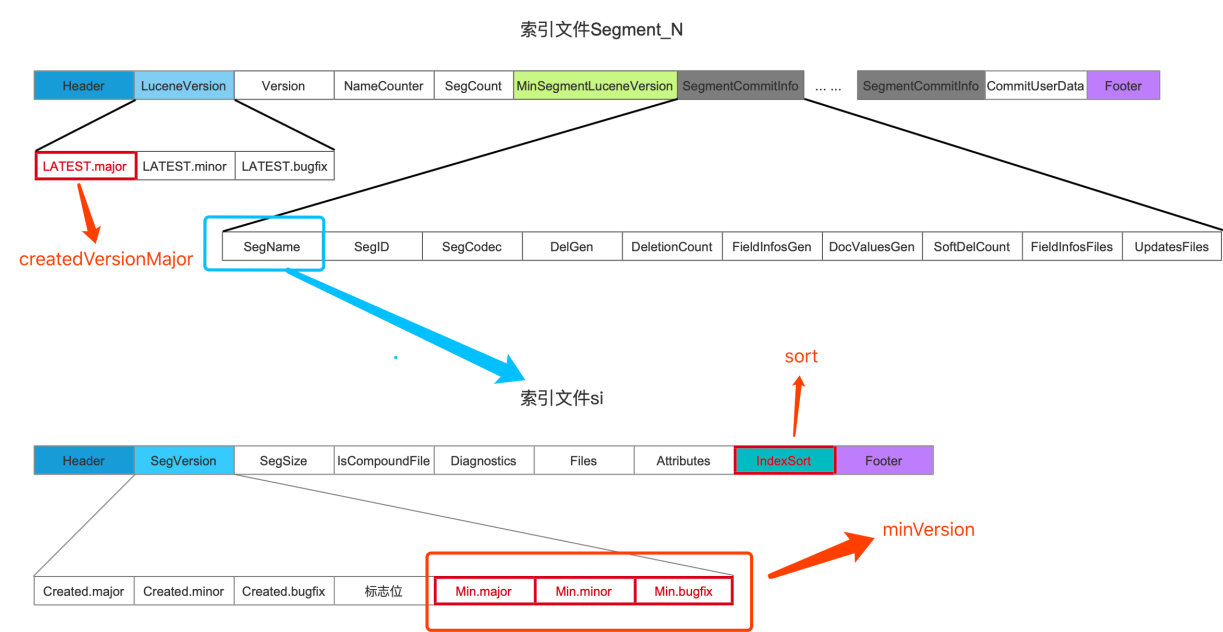 索引文件Segment_N
Header LuceneVersion Version NameCounter SegCount MinSegmentLuceneVersion SegmentCommitInfo ... ... SegmentCommitInfo CommitUserData Footer
LATEST.major LATEST.minor LATEST.bugfix
createdVersionMajor
SegName SegID SegCodec DelGen DeletionCount FieldInfosGen DocValuesGen SoftDelCount FieldInfosFiles UpdatesFiles
sort
索引文件si
Header SegVersion SegSize IsCompoundFile Diagnostics Files Attributes IndexSort Footer
minVersion
Created.major Created.minor Created.bugfix 标志位 Min.major Min.minor Min.bugfix